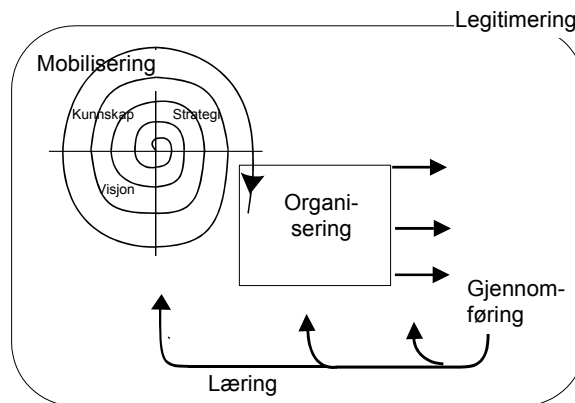 Legitimering
Mobilisering
Kunnskap
Strategi
Visjon
Organi-
sering
Gjennom-
føring
Læring